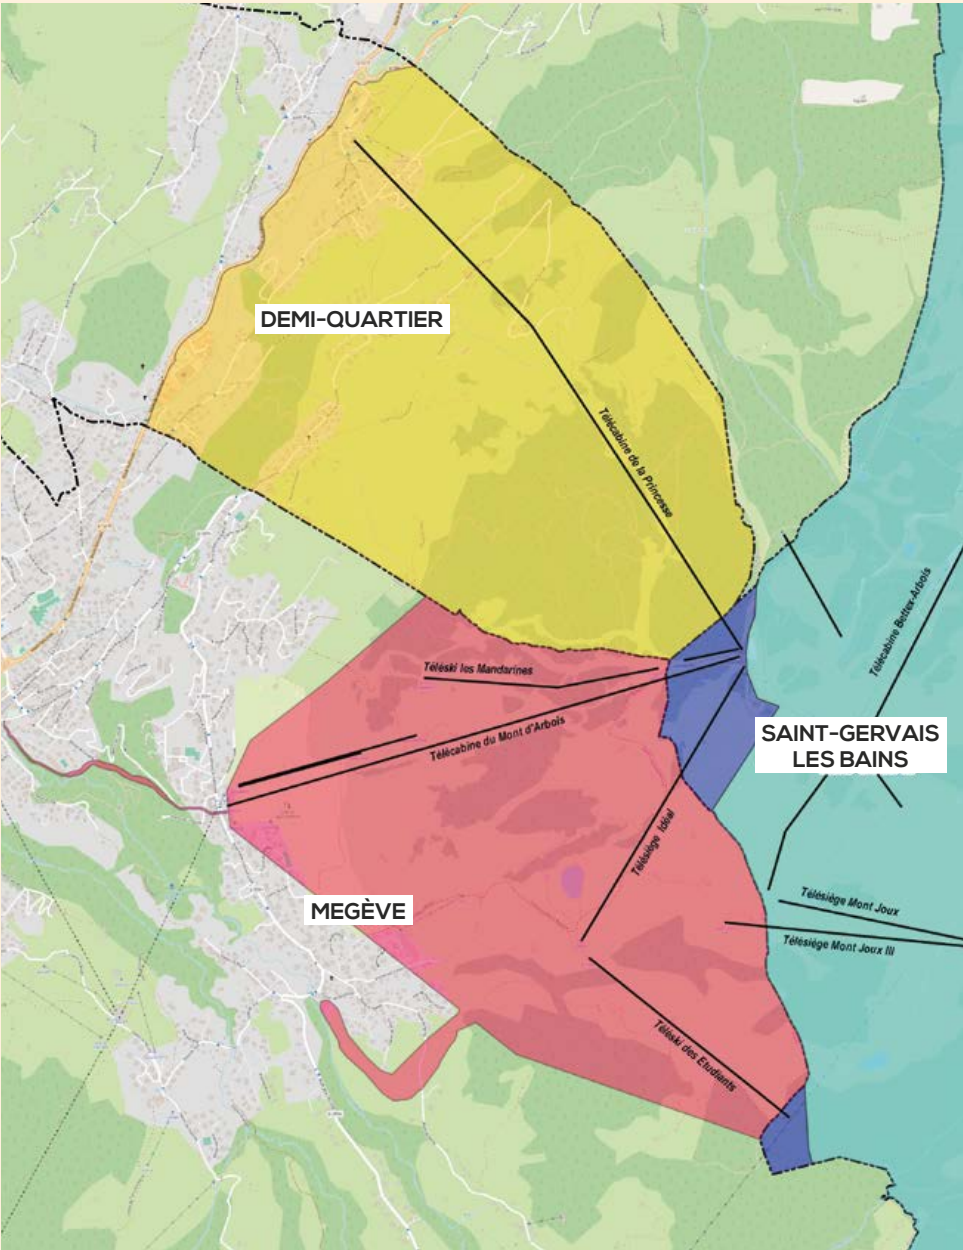 DEMI-QUARTIER
Télécabine de la Princesse
Télécabine Bettex-Arbois
Téléski les Mandarines
Télécabine du Mont d'Arbois
SAINT-GERVAIS
LES BAINS
Télésiège Idéal
MEGÈVE
Télésiège Mont Joux
Télésiège Mont Joux III
Téléski des Etudiants